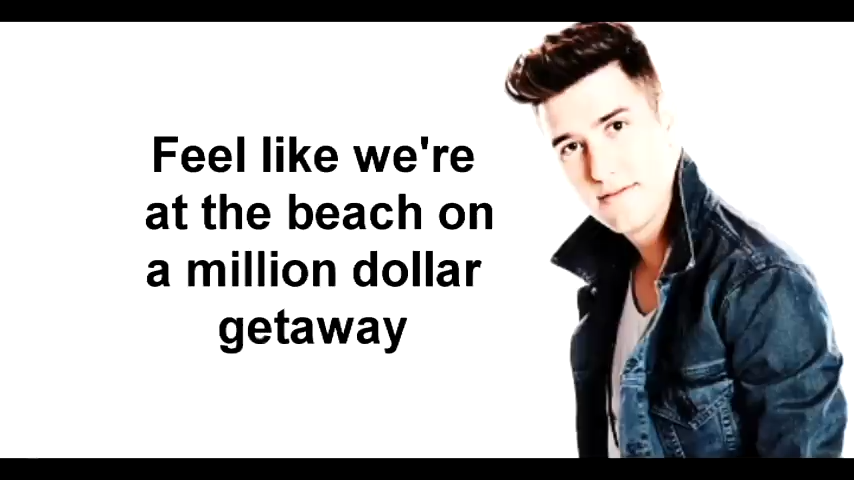 Feel like we're
at the beach on
a million dollar
getaway